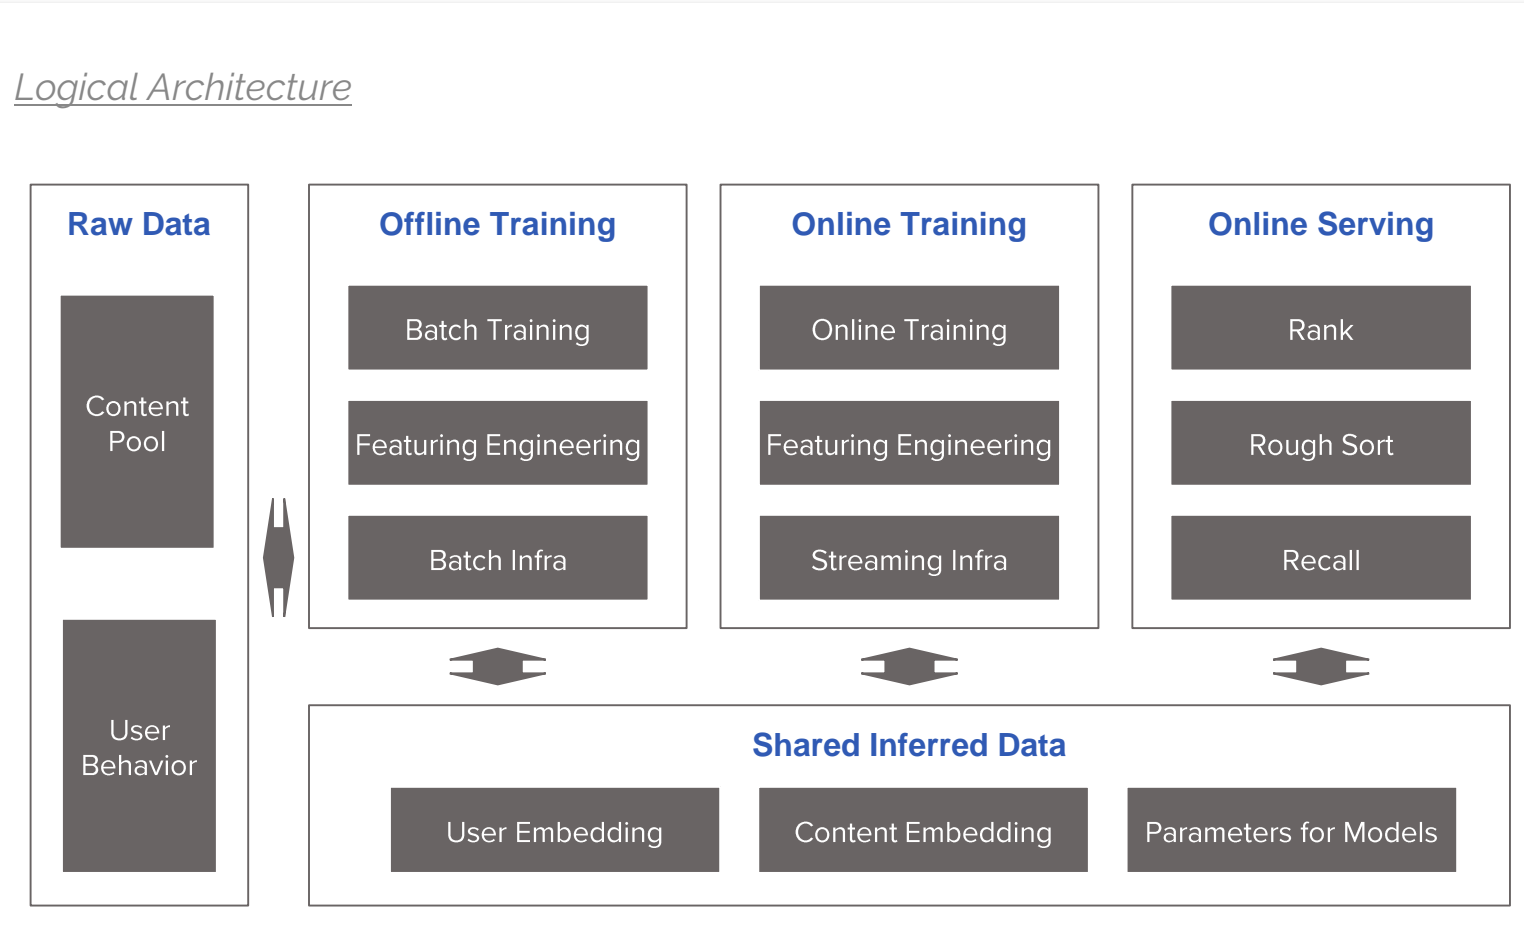 Logical Architecture
Raw Data
Content
Pool
User
Behavior
Offline Training
Batch Training
Featuring Engineering
Batch Infra
Online Training
Online Training
Featuring Engineering
Streaming Infra
Online Serving
Rank
Rough Sort
Recall
Shared Inferred Data
User Embedding
Content Embedding
Parameters for Models